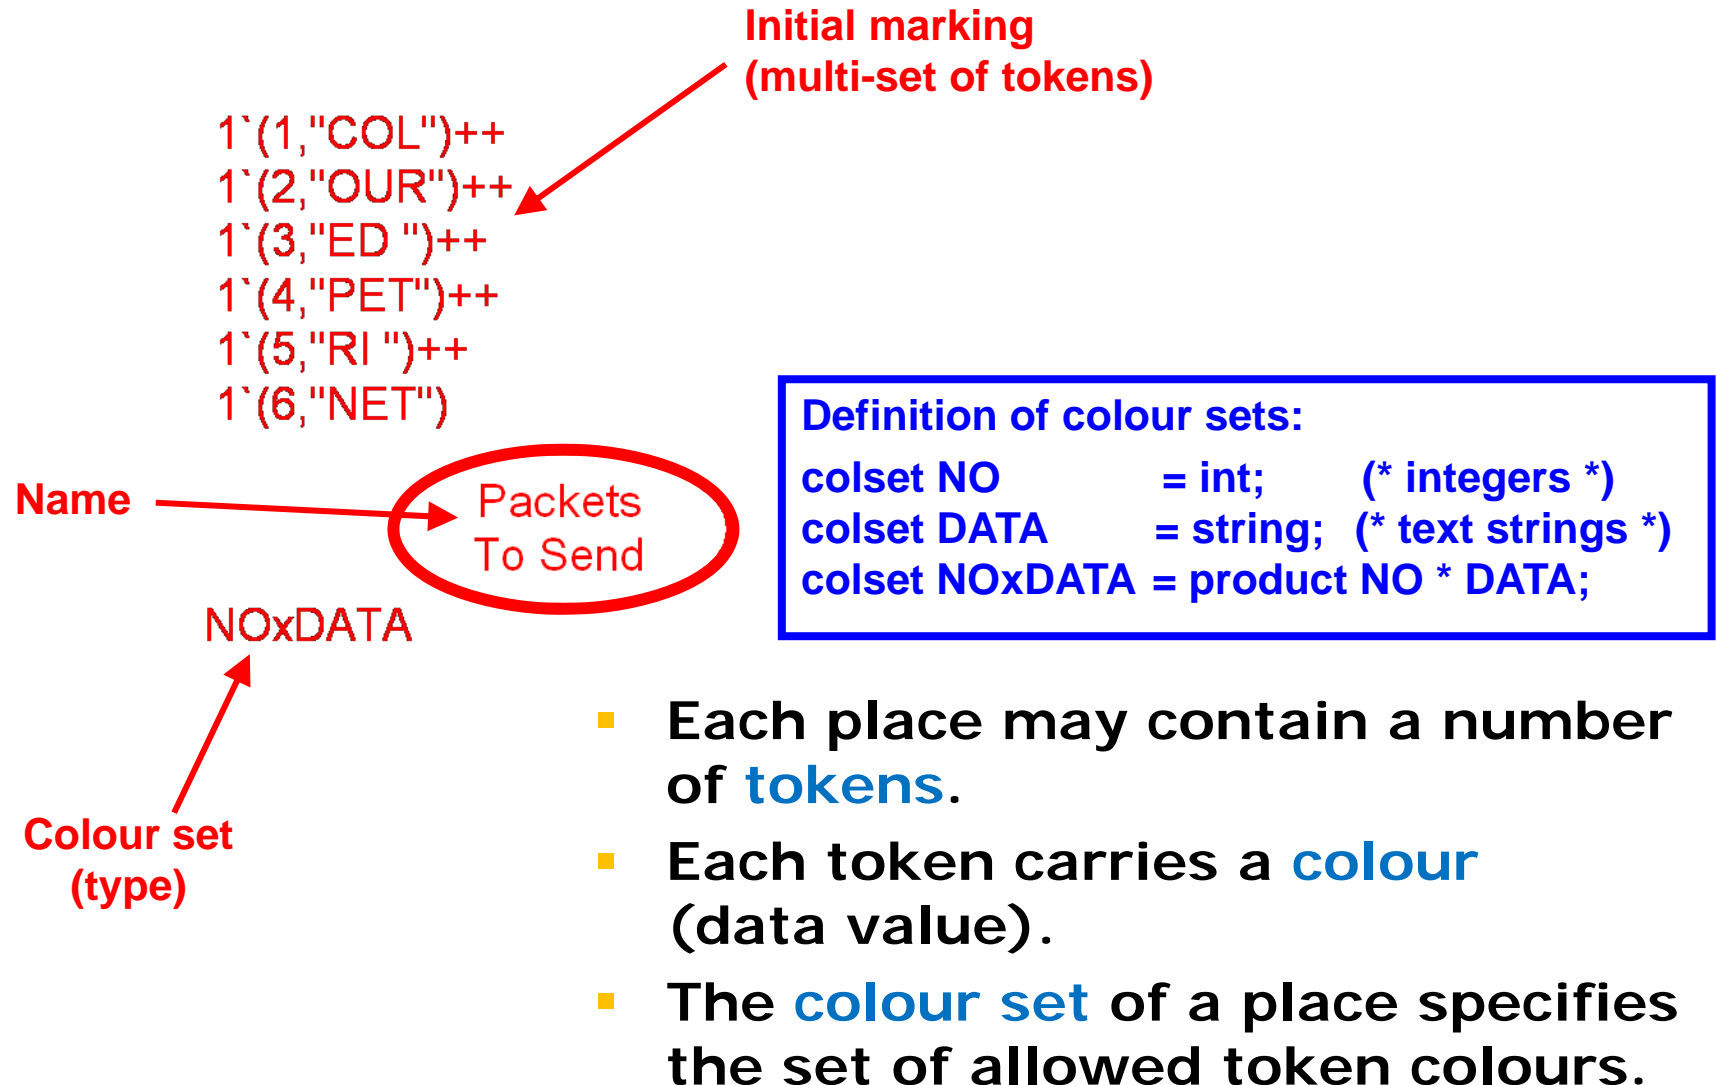 Initial marking
(multi-set of tokens)
1`(1,"COL")++
1`(2,"OUR")++
1`(3,"ED ")++
1`(4,"PET")++
1`(5,"RI ")++
1`(6,"NET")
Name
Packets
To Send
NOxDATA
Colour set
(type)
Definition of colour sets:
colset NO = int; (* integers *)
colset DATA = string; (* text strings *)
colset NOxDATA = product NO * DATA;
▪ Each place may contain a number
of tokens.
▪ Each token carries a colour
(data value).
▪ The colour set of a place specifies
the set of allowed token colours.